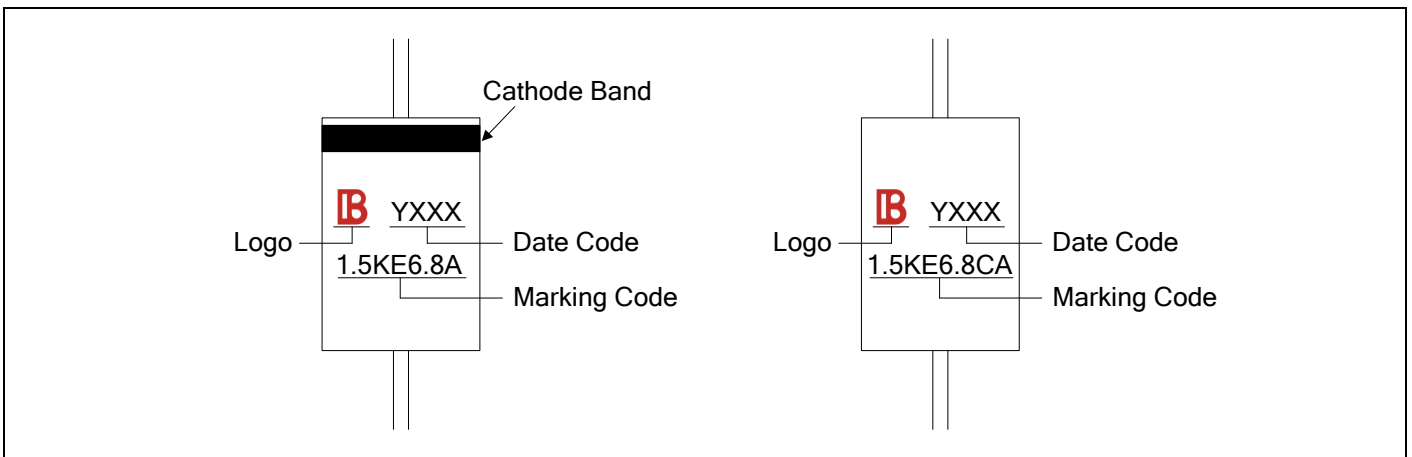 Cathode Band
B YXXX
Logo Date Code
1.5KE6.8A
Marking Code
B YXXX
Logo Date Code
1.5KE6.8CA
Marking Code